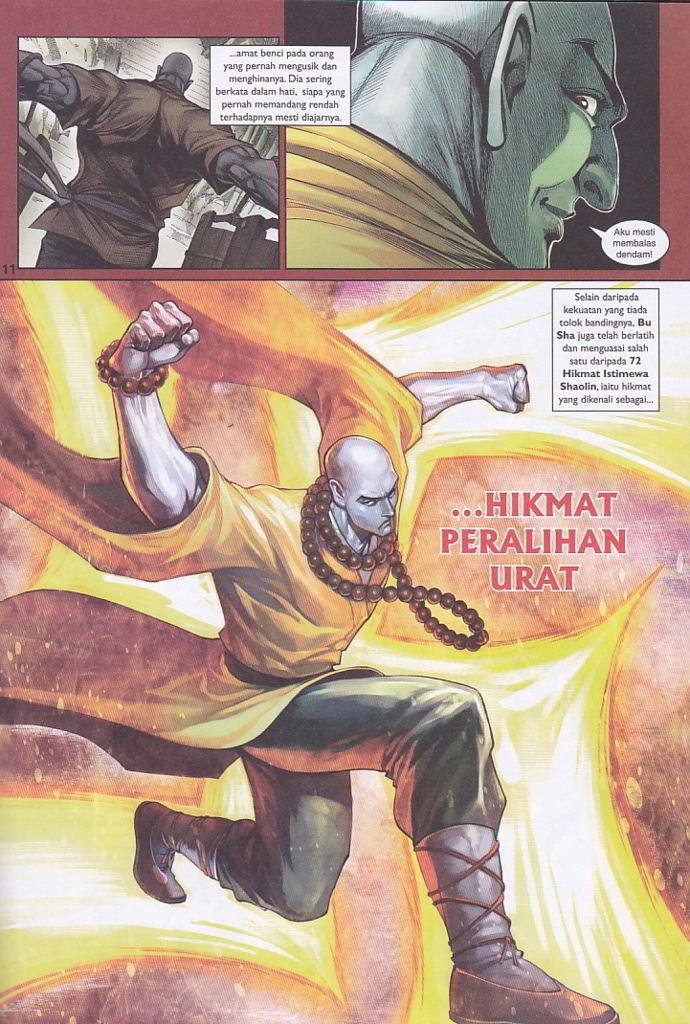 ...amat benci pada orang
yang pernah mengusik dan
menghinanya. Dia sering
berkata dalam hati, siapa yang
pernah memandang rendah
terhadapnya mesti diajarnya.
Aku mesti
membalas
dendam!
11
Selain daripada
kekuatan yang tiada
tolok bandingnya, Bu
Sha juga telah berlatih
dan menguasai salah
satu daripada 72
Hikmat Istimewa
Shaolin, iaitu hikmat
yang dikenali sebagai...
...HIKMAT
PERALIHAN
URAT